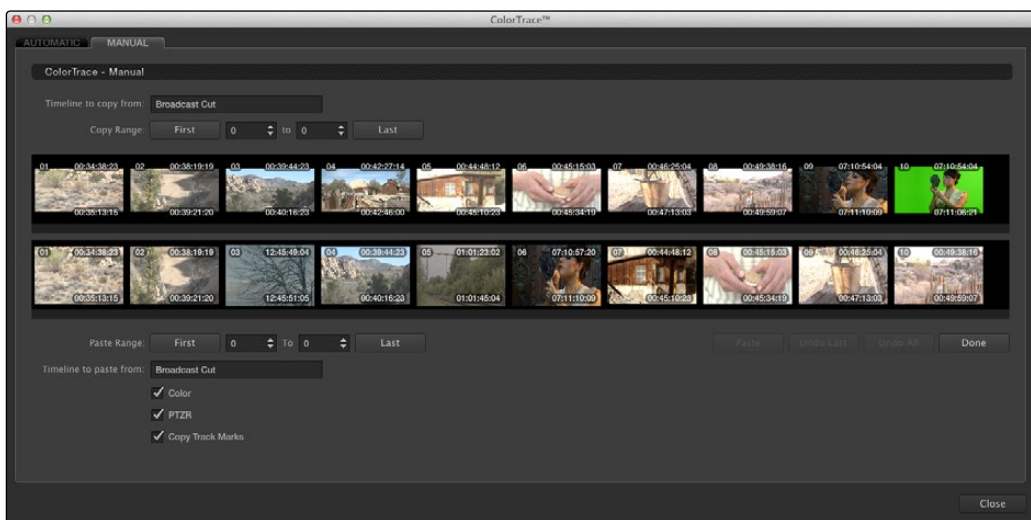 ColorTrace™
AUTOMATIC MANUAL
ColorTrace - Manual
Timeline to copy from: Broadcast Cut
Copy Range: First 0 to 0 Last
01 00:34:38:23 02 00:38:19:19 03 00:39:44:23 04 00:42:27:14 05 00:44:48:12 06 00:45:15:03 07 00:46:25:04 08 00:49:38:16 09 07:10:54:04 10 07:10:54:04
00:35:13:15 00:39:21:20 00:40:16:23 00:42:46:00 00:45:10:23 00:45:34:19 00:47:13:03 00:49:59:07 07:11:10:09 07:11:06:21
01 00:34:38:23 02 00:38:19:19 03 12:45:49:04 04 00:39:44:23 05 01:01:23:02 06 07:10:57:20 07 00:44:48:12 08 00:45:15:03 09 00:46:25:04 10 00:49:38:16
00:35:13:15 00:39:21:20 12:45:51:05 00:40:16:23 01:01:45:04 07:11:10:09 00:45:10:23 00:45:34:19 00:47:13:03 00:49:59:07
Paste Range: First 0 To 0 Last Paste Undo Last Undo All Done
Timeline to paste from: Broadcast Cut
Color
PTZR
Copy Track Marks
Close